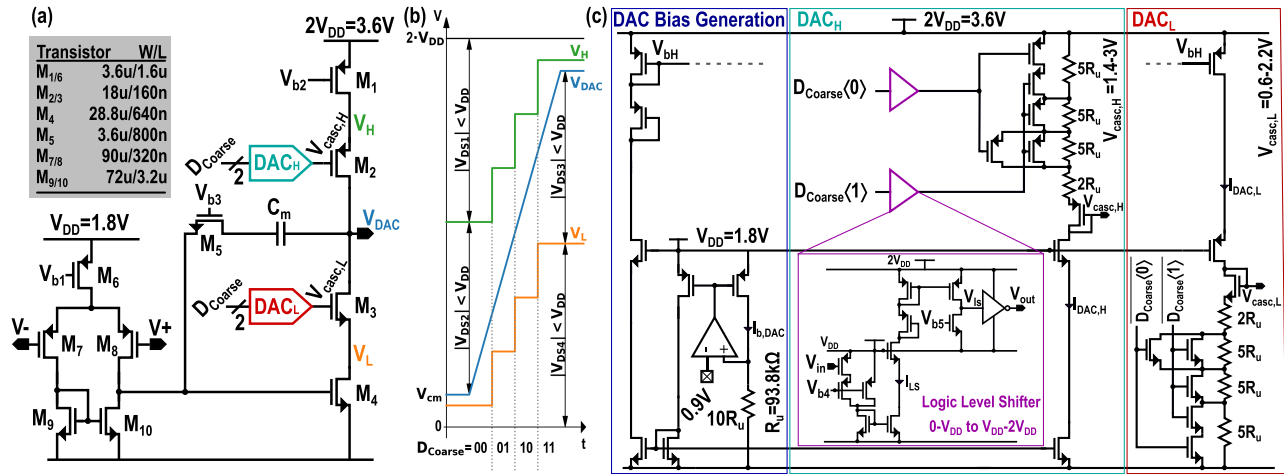 (a)
Transistor W/L
M1/6 3.6u/1.6u
M2/3 18u/160n
M4 28.8u/640n
M5 3.6u/800n
M7/8 90u/320n
M9/10 72u/3.2u
2VDD=3.6V
Vb2
M1
VH
Vcasc,H
DCoarse
2
DACH
M2
Vb3
Cm
M5
VDAC
VDD=1.8V
Vb1
M6
Vcasc,L
DCoarse
2
DACL
M3
V-
M7
M8
V+
VL
M4
M9
M10
(b)
V
2·VDD
VH
VDAC
|VDS1| < VDD
|VDS3| < VDD
|VDS2| < VDD
|VDS4| < VDD
VL
Vcm
0
t
DCoarse = 00 01 10 11
(c)
DAC Bias Generation
VbH
VDD=1.8V
Ib,DAC
- +
0.9V
10Ru
Ru=93.8kΩ
DACH
2VDD=3.6V
DCoarse⟨0⟩
DCoarse⟨1⟩
5Ru
5Ru
5Ru
2Ru
Vcasc,H=1.4-3V
Vcasc,H
IDAC,H
2VDD
Vls
Vout
Vb5
VDD
Vin
Vb4
ILS
Logic Level Shifter
0-VDD to VDD-2VDD
DACL
VbH
Vcasc,L=0.6-2.2V
IDAC,L
DCoarse⟨0⟩
DCoarse⟨1⟩
Vcasc,L
2Ru
5Ru
5Ru
5Ru